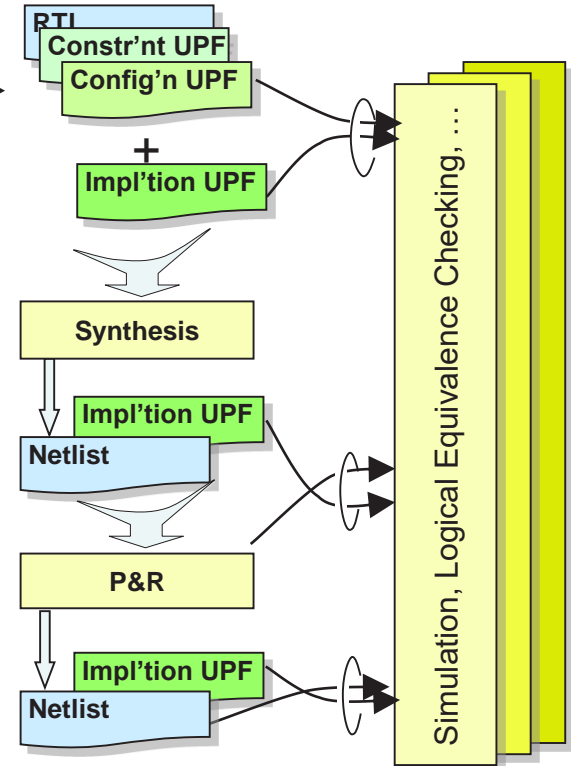 RTL
Constr'nt UPF
Config'n UPF
+
Impl'tion UPF
Synthesis
Impl'tion UPF
Netlist
P&R
Impl'tion UPF
Netlist
Simulation, Logical Equivalence Checking, …